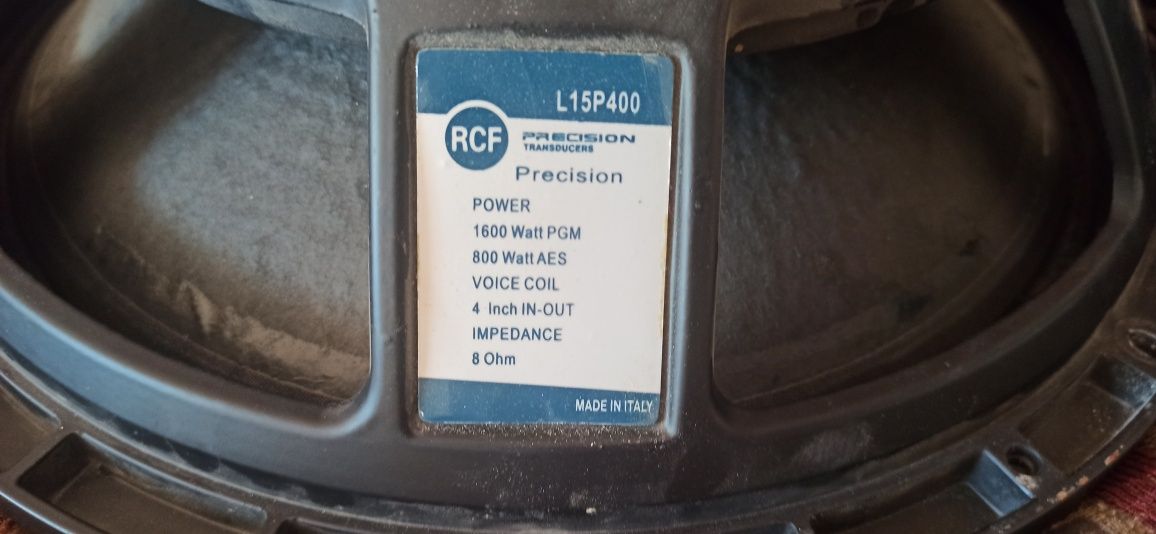 L15P400
RCF
PRECISION
TRANSDUCERS
Precision
POWER
1600 Watt PGM
800 Watt AES
VOICE COIL
4 Inch IN-OUT
IMPEDANCE
8 Ohm
MADE IN ITALY